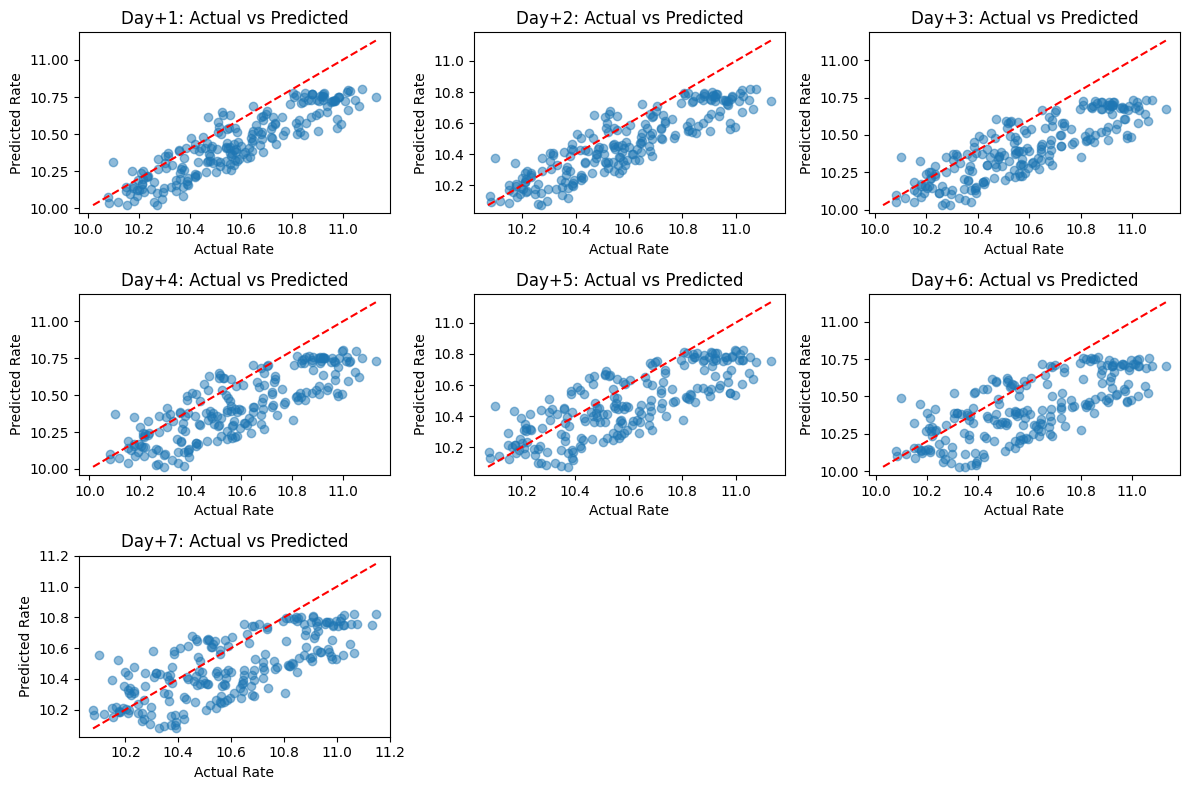 Day+1: Actual vs Predicted
Day+2: Actual vs Predicted
Day+3: Actual vs Predicted
Predicted Rate
11.00
10.75
10.50
10.25
10.00
10.0 10.2 10.4 10.6 10.8 11.0
Actual Rate
Predicted Rate
11.0
10.8
10.6
10.4
10.2
10.2 10.4 10.6 10.8 11.0
Actual Rate
Predicted Rate
11.00
10.75
10.50
10.25
10.00
10.0 10.2 10.4 10.6 10.8 11.0
Actual Rate
Day+4: Actual vs Predicted
Day+5: Actual vs Predicted
Day+6: Actual vs Predicted
Predicted Rate
11.00
10.75
10.50
10.25
10.00
10.0 10.2 10.4 10.6 10.8 11.0
Actual Rate
Predicted Rate
11.0
10.8
10.6
10.4
10.2
10.2 10.4 10.6 10.8 11.0
Actual Rate
Predicted Rate
11.00
10.75
10.50
10.25
10.00
10.0 10.2 10.4 10.6 10.8 11.0
Actual Rate
Day+7: Actual vs Predicted
Predicted Rate
11.2
11.0
10.8
10.6
10.4
10.2
10.2 10.4 10.6 10.8 11.0 11.2
Actual Rate